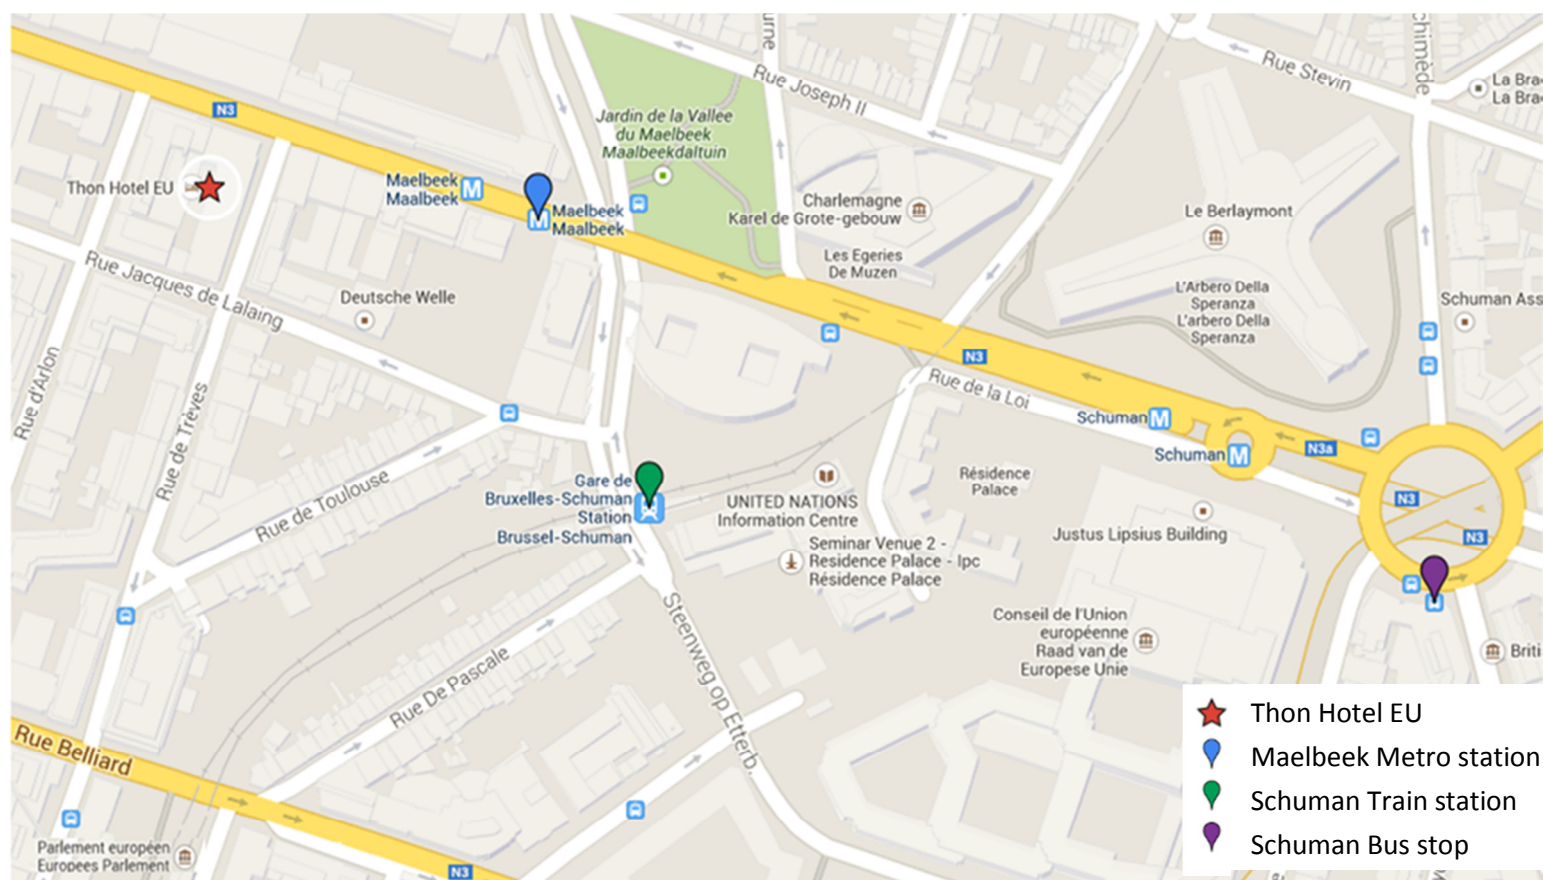 urne
chimède
Rue Stevin
La Bra
La Bra
Rue Joseph II
N3
Jardin de la Vallee
du Maelbeek
Maalbeekdaltuin
Thon Hotel EU
Maelbeek
Maalbeek
M
Maelbeek
Maalbeek
M
Charlemagne
Karel de Grote-gebouw
Le Berlaymont
Les Egeries
De Muzen
Rue Jacques de Lalaing
Deutsche Welle
L'Arbero Della
Speranza
L'arbero Della
Speranza
Schuman Ass
N3
Rue d'Arlon
Rue de Trèves
Rue de la Loi
Schuman
M
Schuman
M
N3a
Rue de Toulouse
Gare de
Bruxelles-Schuman
Station
Brussel-Schuman
UNITED NATIONS
Information Centre
Résidence
Palace
N3
N3
Justus Lipsius Building
Seminar Venue 2 -
Residence Palace - Ipc
Résidence Palace
Conseil de l'Union
européenne
Raad van de
Europese Unie
Briti
Rue De Pascale
Steenweg op Etterb.
Rue Belliard
Parlement européen
Europees Parlement
N3
Thon Hotel EU
Maelbeek Metro station
Schuman Train station
Schuman Bus stop